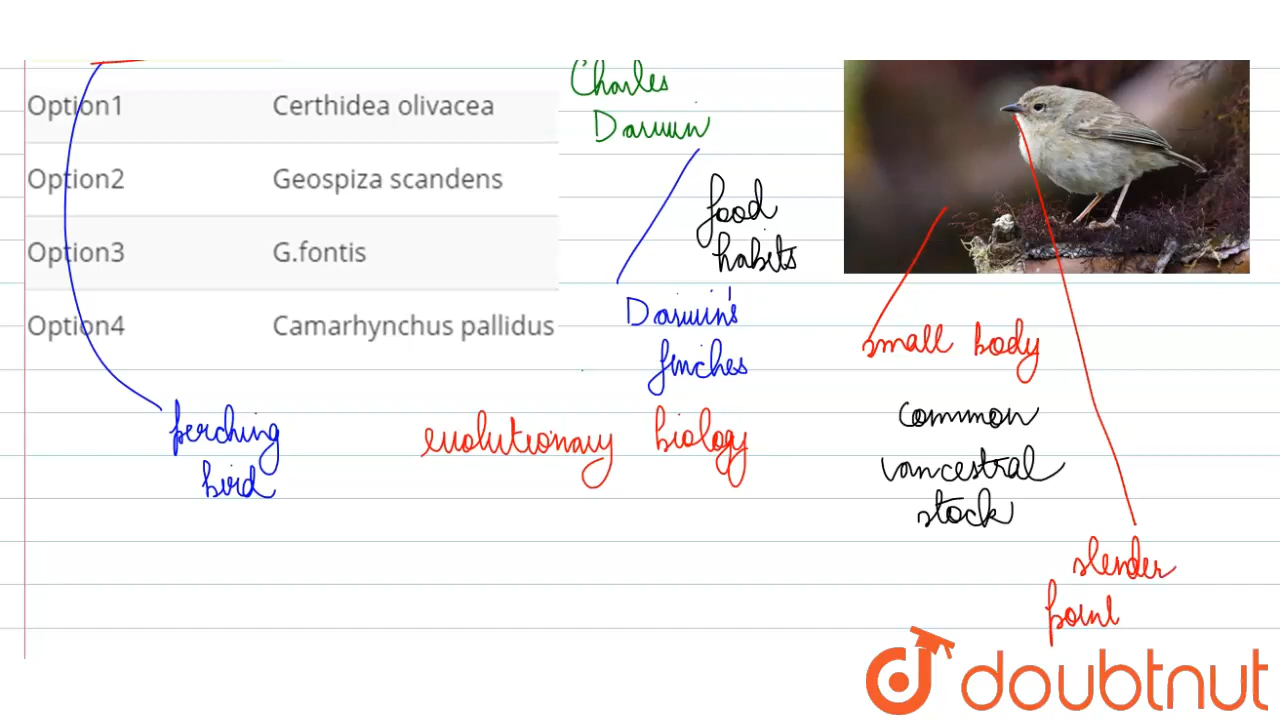 Option1 Certhidea olivacea
Option2 Geospiza scandens
Option3 G.fontis
Option4 Camarhynchus pallidus
Charles
Darwin
food
habits
Darwin's
finches
small body
common
ancestral
stock
perching
bird
evolutionary biology
slender
point
doubtnut